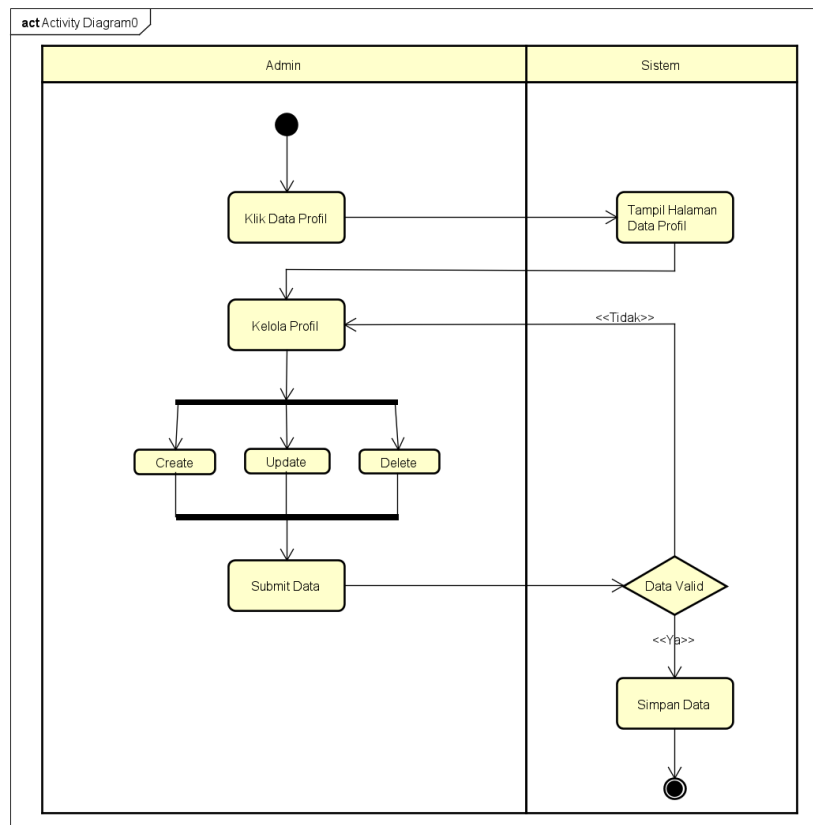 act Activity Diagram0
Admin
Sistem
Klik Data Profil
Tampil Halaman
Data Profil
Kelola Profil
<<Tidak>>
Create
Update
Delete
Submit Data
Data Valid
<<Ya>>
Simpan Data